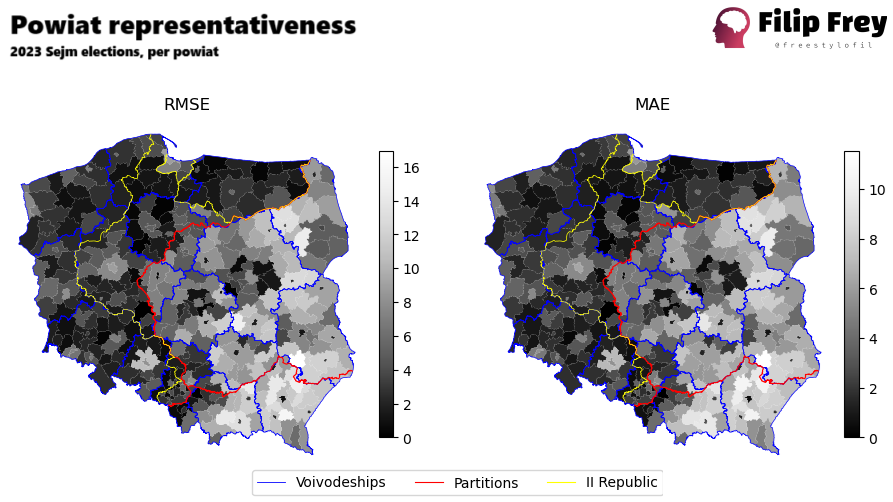 Powiat representativeness
2023 Sejm elections, per powiat
Filip Frey
@freestylofil
RMSE
MAE
16
14
12
10
8
6
4
2
0
10
8
6
4
2
0
Voivodeships
Partitions
II Republic